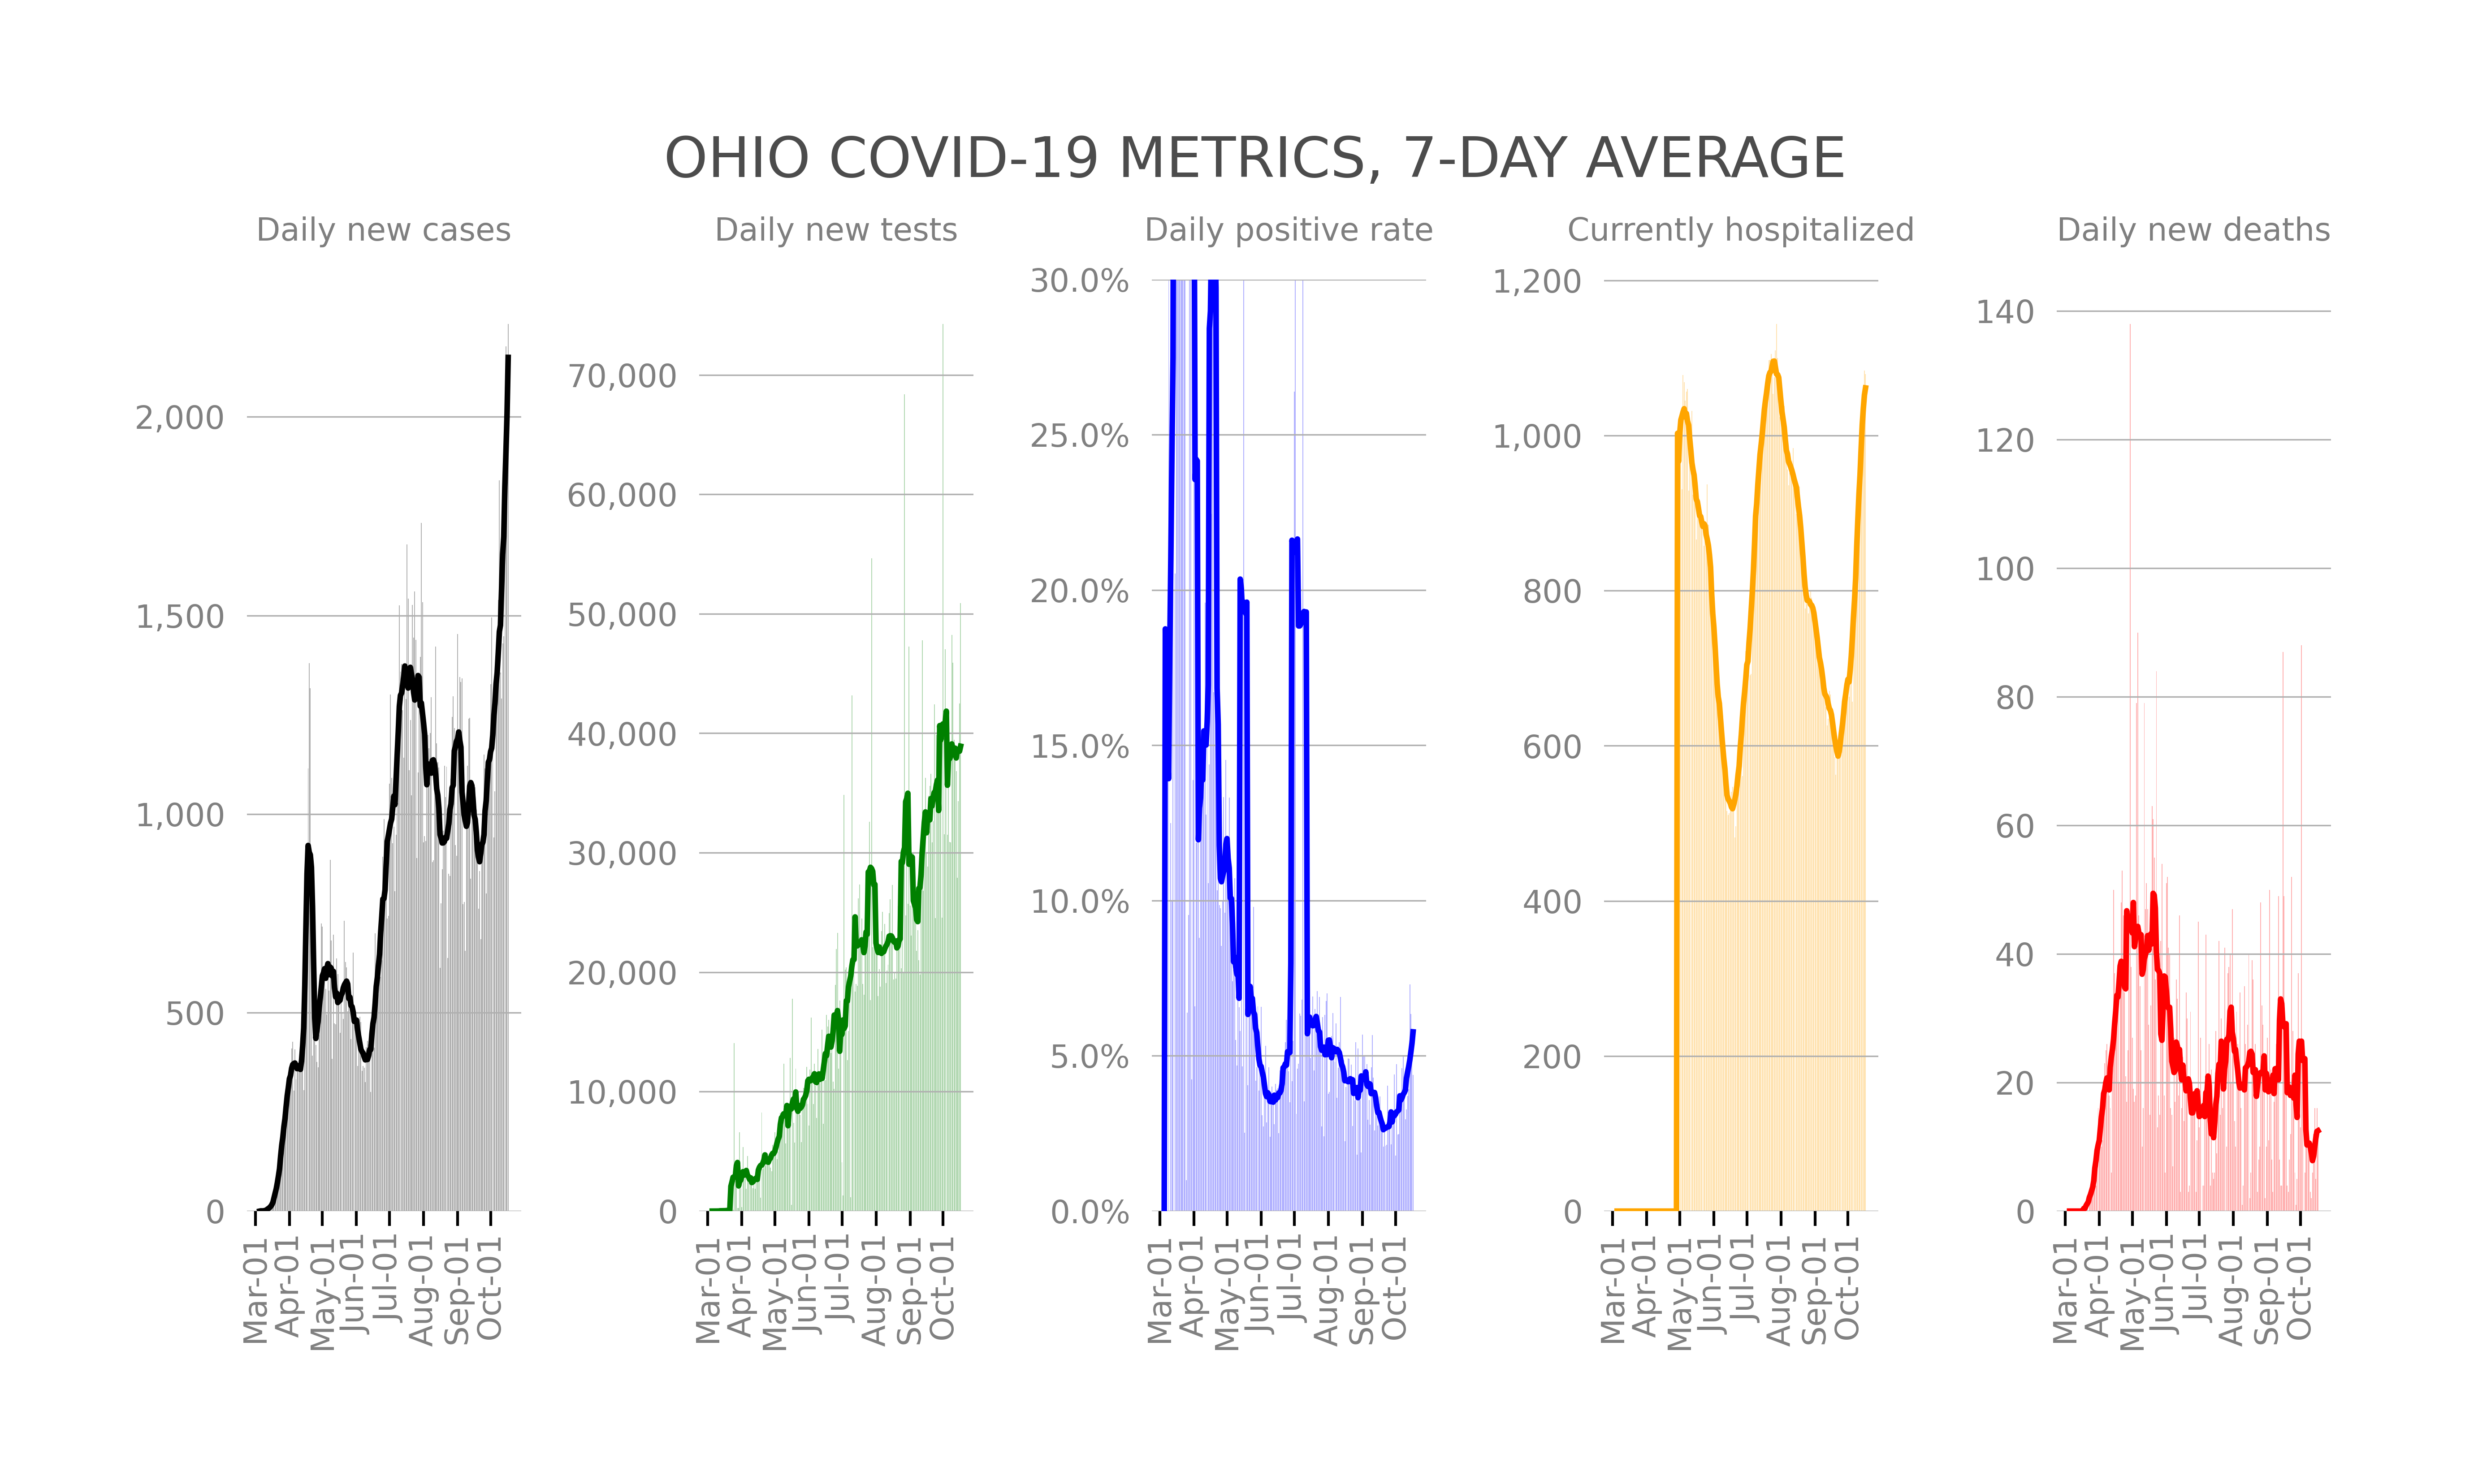 OHIO COVID-19 METRICS, 7-DAY AVERAGE
Daily new cases
2,000
1,500
1,000
500
0
Mar-01
Apr-01
May-01
Jun-01
Jul-01
Aug-01
Sep-01
Oct-01
Daily new tests
70,000
60,000
50,000
40,000
30,000
20,000
10,000
0
Mar-01
Apr-01
May-01
Jun-01
Jul-01
Aug-01
Sep-01
Oct-01
Daily positive rate
30.0%
25.0%
20.0%
15.0%
10.0%
5.0%
0.0%
Mar-01
Apr-01
May-01
Jun-01
Jul-01
Aug-01
Sep-01
Oct-01
Currently hospitalized
1,200
1,000
800
600
400
200
0
Mar-01
Apr-01
May-01
Jun-01
Jul-01
Aug-01
Sep-01
Oct-01
Daily new deaths
140
120
100
80
60
40
20
0
Mar-01
Apr-01
May-01
Jun-01
Jul-01
Aug-01
Sep-01
Oct-01